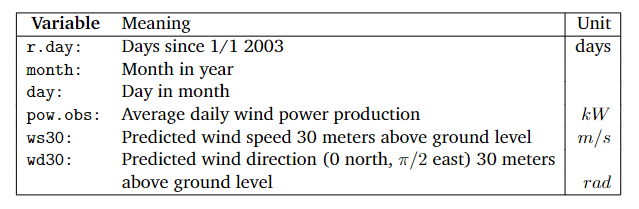 Variable Meaning Unit
r.day: Days since 1/1 2003 days
month: Month in year
day: Day in month
pow.obs: Average daily wind power production kW
ws30: Predicted wind speed 30 meters above ground level m/s
wd30: Predicted wind direction (0 north, π/2 east) 30 meters
above ground level rad